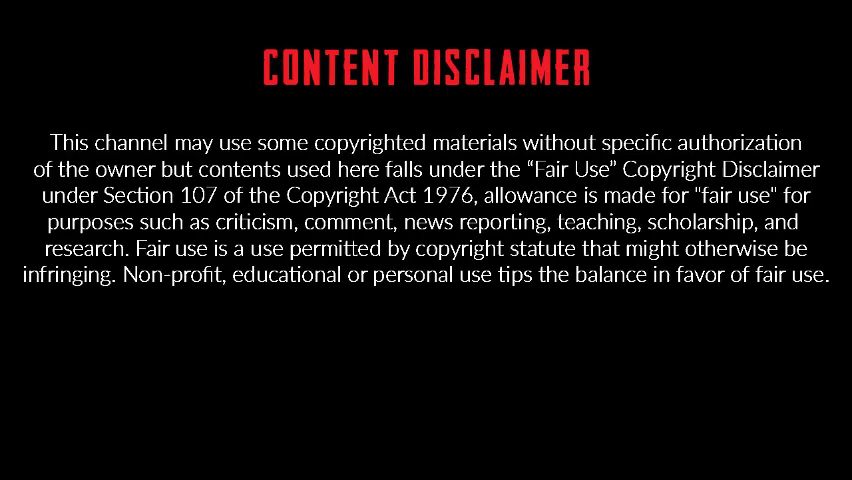 CONTENT DISCLAIMER
This channel may use some copyrighted materials without specific authorization
of the owner but contents used here falls under the “Fair Use” Copyright Disclaimer
under Section 107 of the Copyright Act 1976, allowance is made for "fair use" for
purposes such as criticism, comment, news reporting, teaching, scholarship, and
research. Fair use is a use permitted by copyright statute that might otherwise be
infringing. Non-profit, educational or personal use tips the balance in favor of fair use.